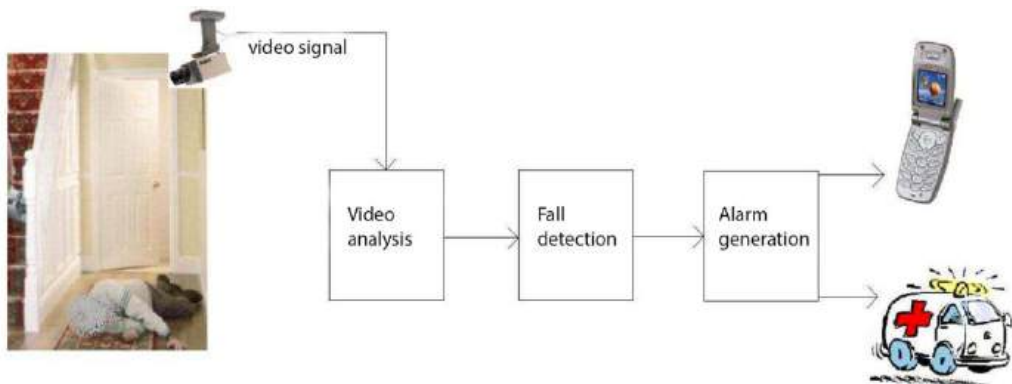 video signal
Video
analysis
Fall
detection
Alarm
generation